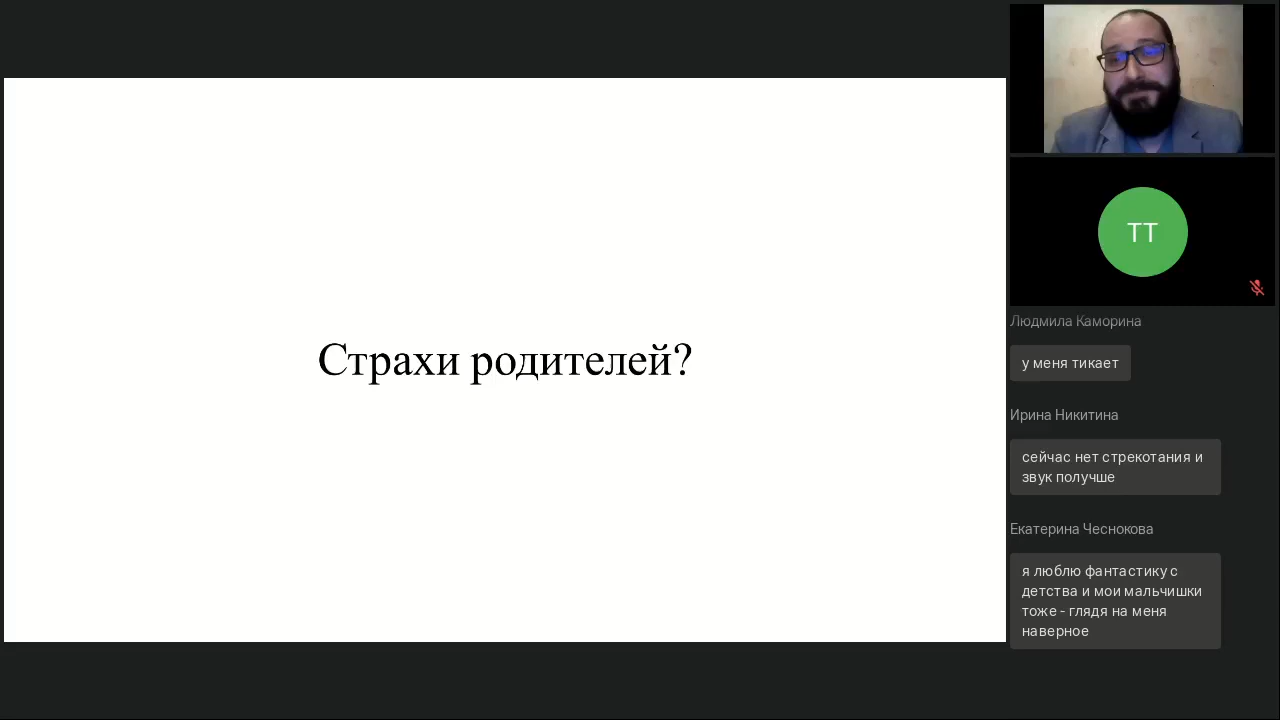 Страхи родителей?
ТТ
Людмила Каморина
у меня тикает
Ирина Никитина
сейчас нет стрекотания и
звук получше
Екатерина Чеснокова
я люблю фантастику с
детства и мои мальчишки
тоже - глядя на меня
наверное